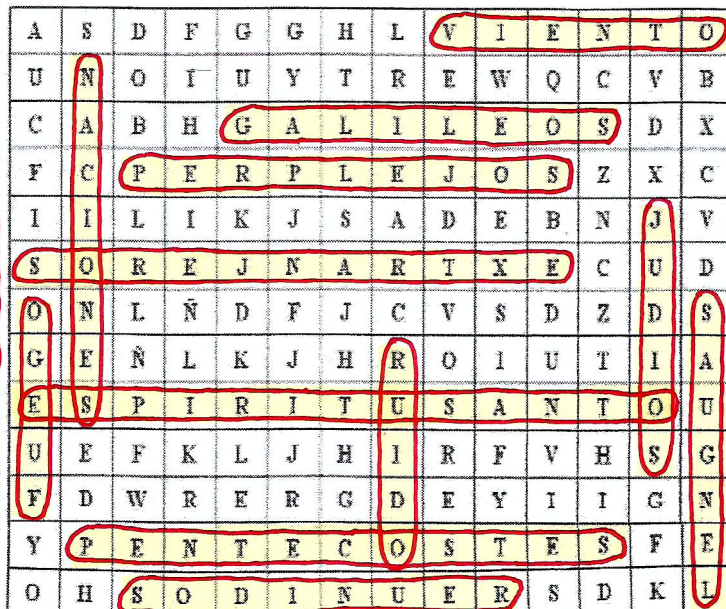 A S D F G G H L V I E N T O
U N O I U Y T R E W Q C V B
C A B H G A L I L E O S D X
F C P E R P L E J O S Z X C
I I L I K J S A D E B N J V
S O R E J N A R T X E C U D
O N L Ñ D F J C V S D Z D S
G E Ñ L K J H R O I U T I A
E S P I R I T U S A N T O U
U E F K L J H I R F V H S G
F D W R E R G D E Y I I G N
Y P E N T E C O S T E S F E
O H S O D I N U E R S D K L